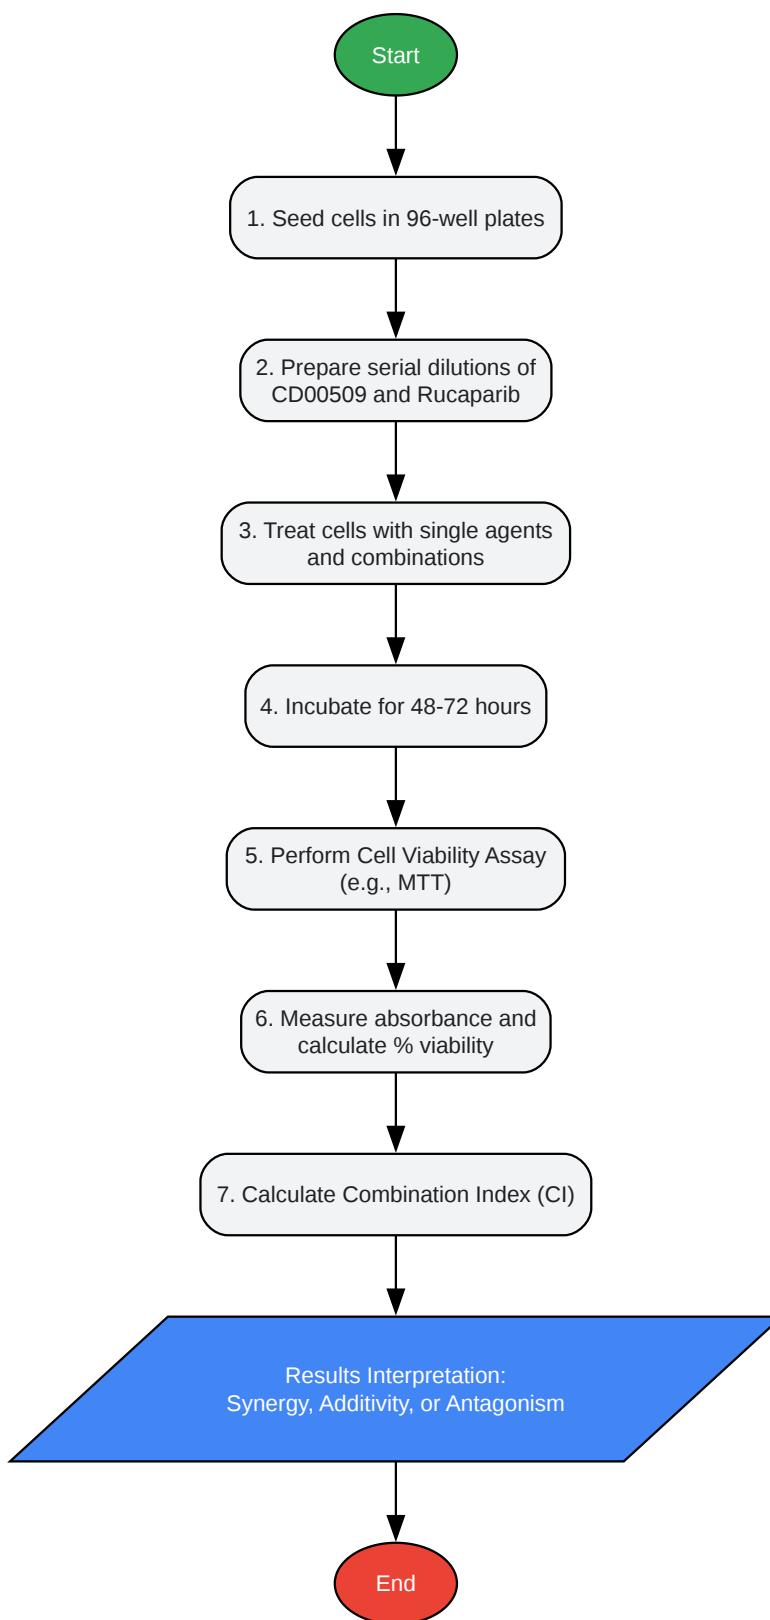 Start
1. Seed cells in 96-well plates
2. Prepare serial dilutions of
CD00509 and Rucaparib
3. Treat cells with single agents
and combinations
4. Incubate for 48-72 hours
5. Perform Cell Viability Assay
(e.g., MTT)
6. Measure absorbance and
calculate % viability
7. Calculate Combination Index (CI)
Results Interpretation:
Synergy, Additivity, or Antagonism
End